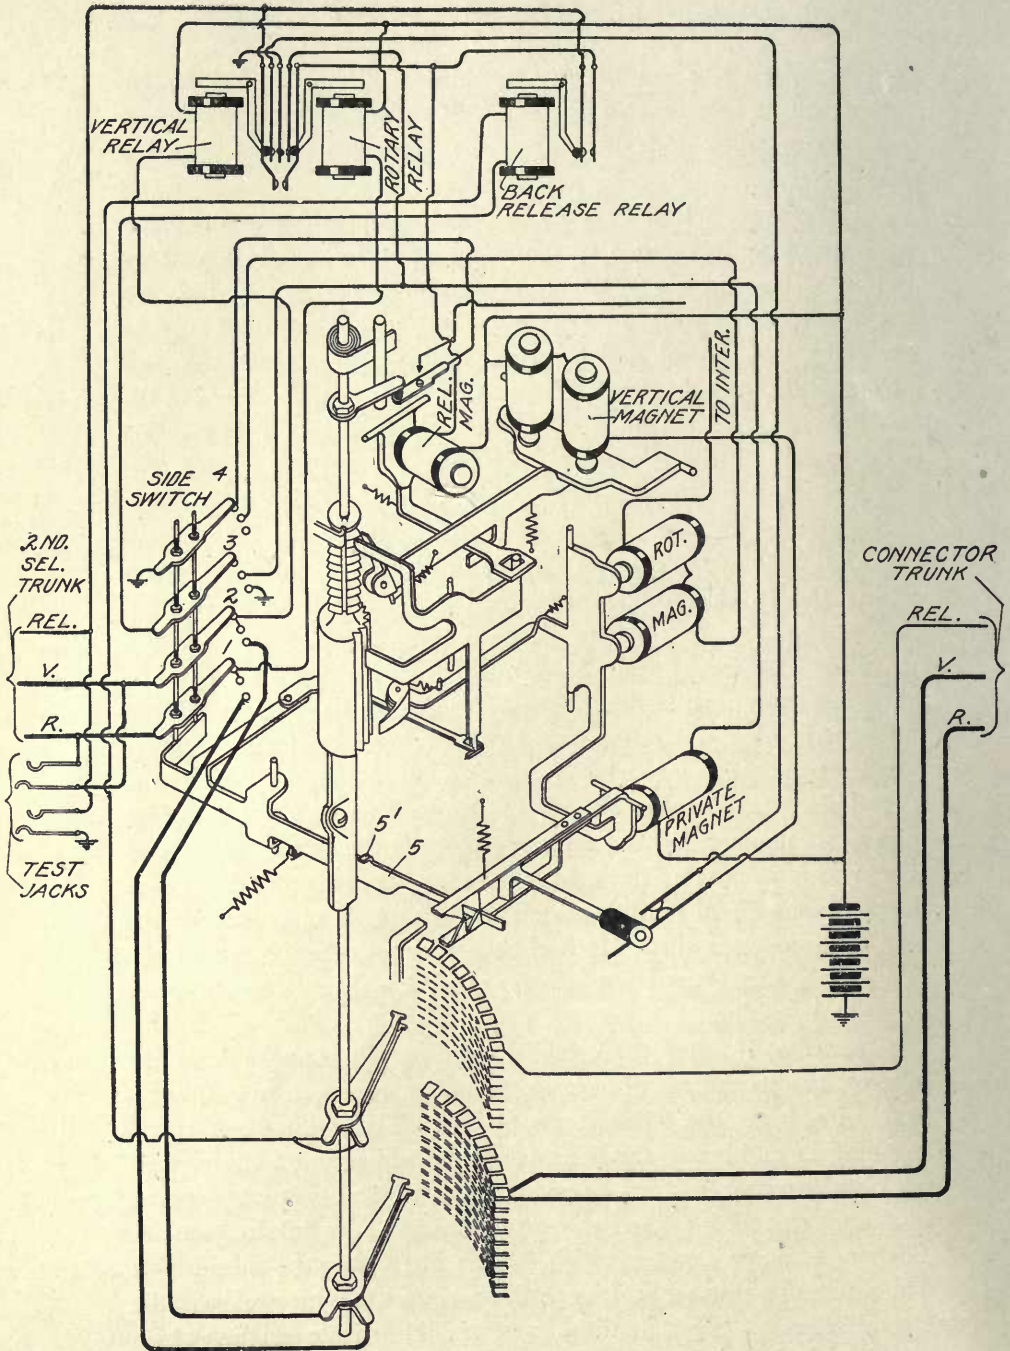 VERTICAL
RELAY
ROTARY
RELAY
BACK
RELEASE RELAY
REL.
MAG.
VERTICAL
MAGNET
TO INTER.
SIDE
SWITCH
4
3
2
1
2ND.
SEL.
TRUNK
REL.
V.
R.
TEST
JACKS
ROT.
MAG.
CONNECTOR
TRUNK
REL.
V.
R.
PRIVATE
MAGNET
5'
5